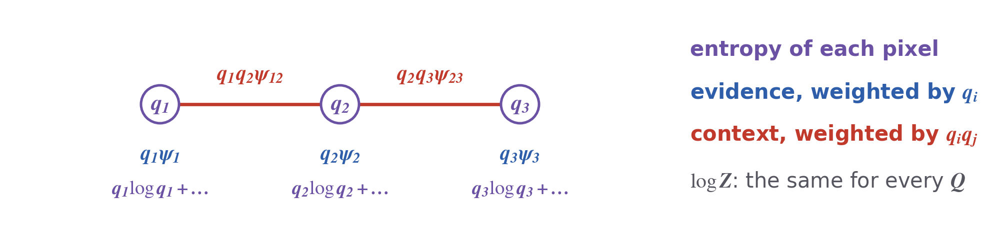 q₁q₂ψ₁₂ q₂q₃ψ₂₃
q₁ q₂ q₃
q₁ψ₁ q₂ψ₂ q₃ψ₃
q₁log q₁ + … q₂log q₂ + … q₃log q₃ + …
entropy of each pixel
evidence, weighted by qᵢ
context, weighted by qᵢqⱼ
log Z: the same for every Q